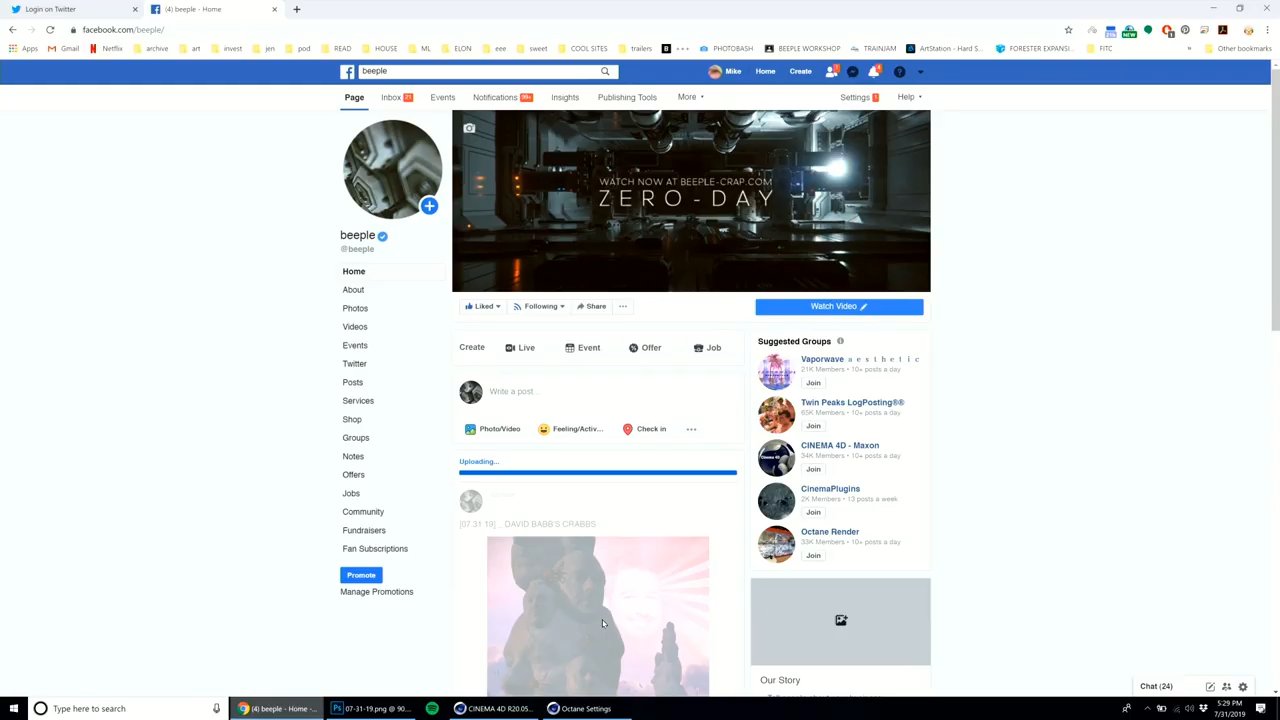 Login on Twitter
(4) beeple - Home
facebook.com/beeple/
Apps Gmail Netflix archive art invest jen pod READ HOUSE ML ELON eee sweet COOL SITES trailers PHOTOBASH BEEPLE WORKSHOP TRAINJAM ArtStation - Hard S... FORESTER EXPANSI... FITC » Other bookmarks
beeple
Mike Home Create
Page Inbox 71 Events Notifications 99+ Insights Publishing Tools More Settings 1 Help
WATCH NOW AT BEEPLE-CRAP.COM
ZERO-DAY
beeple
@beeple
Home
About
Photos
Videos
Events
Twitter
Posts
Services
Shop
Groups
Notes
Offers
Jobs
Community
Fundraisers
Fan Subscriptions
Promote
Manage Promotions
Liked Following Share ...
Watch Video
Create Live Event Offer Job
Write a post...
Photo/Video Feeling/Activ... Check in ...
Uploading...
[07.31.19] .. DAVID BABB'S CRABBS
Suggested Groups
Vaporwave a e s t h e t i c
21K Members • 10+ posts a day
Join
Twin Peaks LogPosting®®
65K Members • 10+ posts a day
Join
CINEMA 4D - Maxon
34K Members • 10+ posts a day
Join
CinemaPlugins
2K Members • 13 posts a week
Join
Octane Render
33K Members • 10+ posts a day
Join
Our Story
Chat (24)
Type here to search
(4) beeple - Home -...
07-31-19.png @ 90....
CINEMA 4D R20.05...
Octane Settings
5:29 PM
7/31/2019